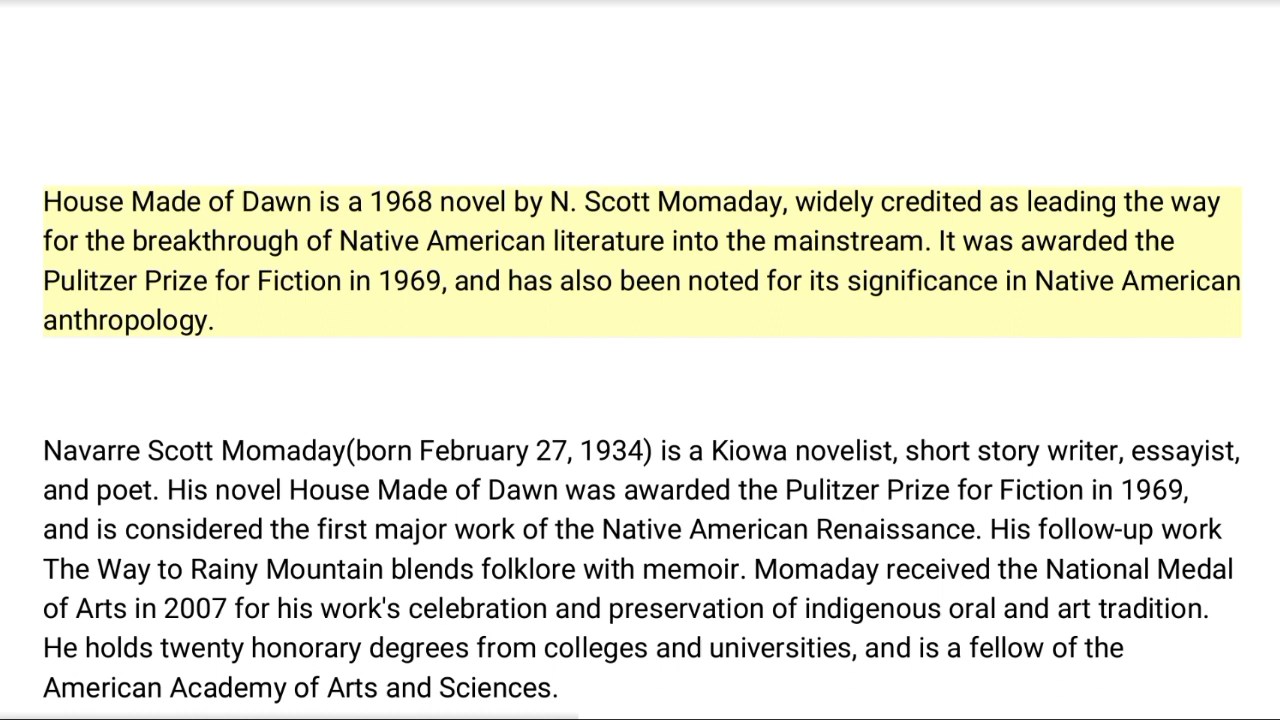 House Made of Dawn is a 1968 novel by N. Scott Momaday, widely credited as leading the way
for the breakthrough of Native American literature into the mainstream. It was awarded the
Pulitzer Prize for Fiction in 1969, and has also been noted for its significance in Native American
anthropology.
Navarre Scott Momaday(born February 27, 1934) is a Kiowa novelist, short story writer, essayist,
and poet. His novel House Made of Dawn was awarded the Pulitzer Prize for Fiction in 1969,
and is considered the first major work of the Native American Renaissance. His follow-up work
The Way to Rainy Mountain blends folklore with memoir. Momaday received the National Medal
of Arts in 2007 for his work's celebration and preservation of indigenous oral and art tradition.
He holds twenty honorary degrees from colleges and universities, and is a fellow of the
American Academy of Arts and Sciences.